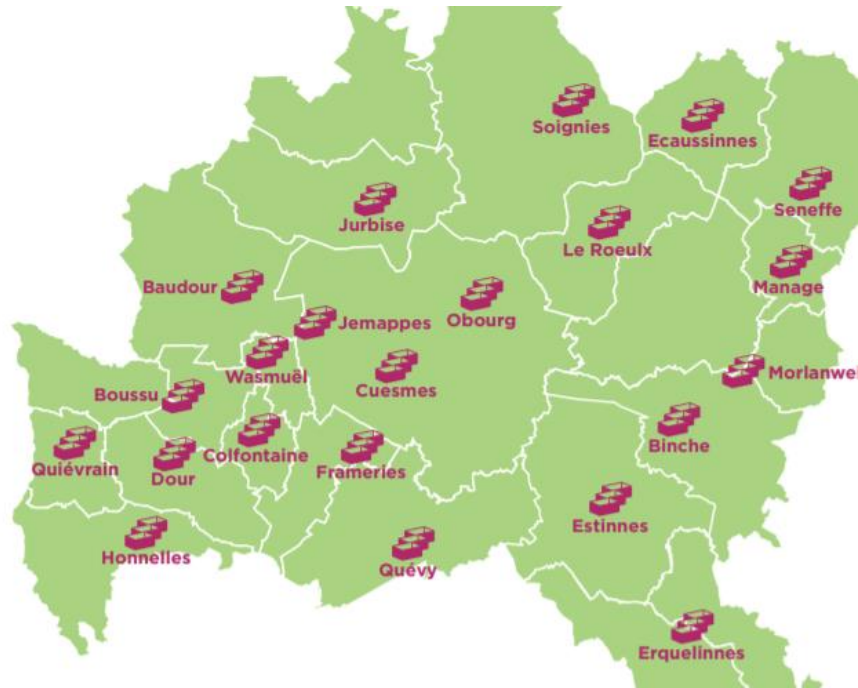 Soignies
Ecaussinnes
Seneffe
Jurbise
Le Roeulx
Manage
Baudour
Obourg
Jemappes
Wasmuël
Cuesmes
Morlanwel
Boussu
Binche
Quiévrain
Dour
Colfontaine
Frameries
Estinnes
Honnelles
Quévy
Erquelinnes